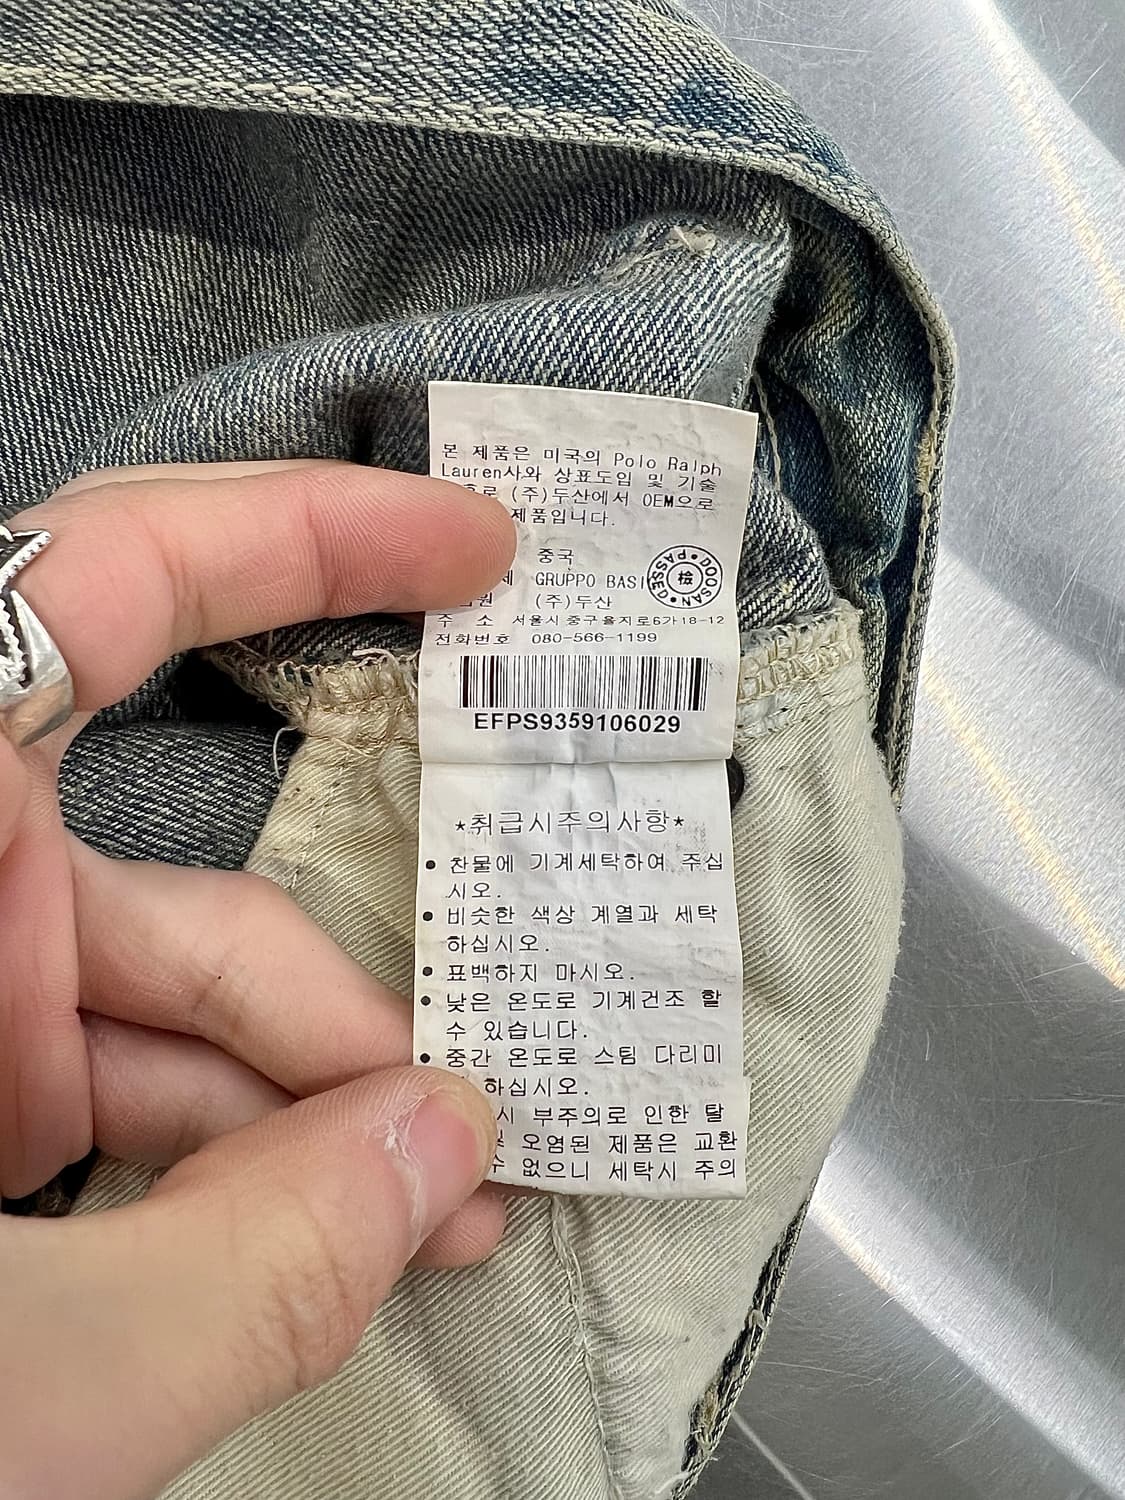 본 제품은 미국의 Polo Ralph
Lauren사와 상표도입 및 기술
(주)두산에서 OEM으로
제품입니다.
중국
GRUPPO BASI
(주)두산
주 소 서울시중구을지로6가18-12
전화번호 080-566-1199
DOOSAN
PASSED
檢
EFPS9359106029
*취급시주의사항*
● 찬물에 기계세탁하여 주십
시오.
● 비슷한 색상 계열과 세탁
하십시오.
● 표백하지 마시오.
● 낮은 온도로 기계건조 할
수 있습니다.
● 중간 온도로 스팀 다리미
하십시오.
시 부주의로 인한 탈
오염된 제품은 교환
수 없으니 세탁시 주의